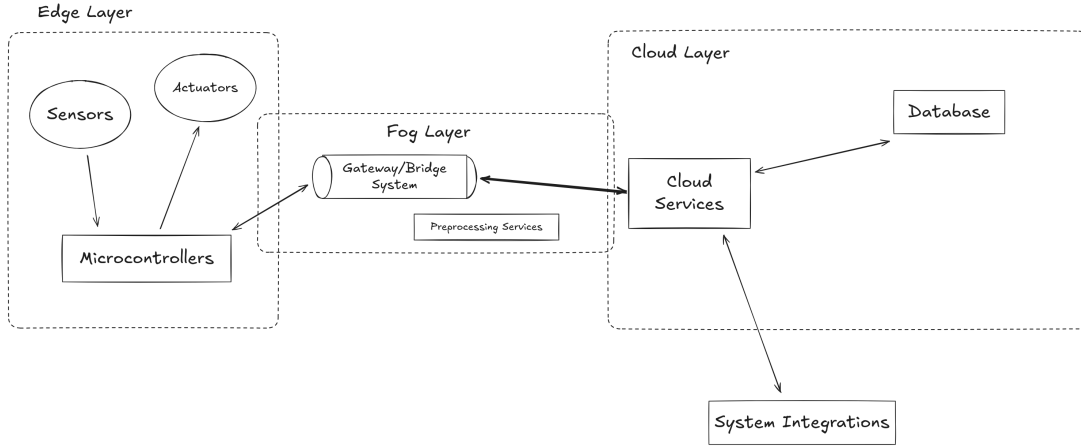 Edge Layer
Sensors
Actuators
Microcontrollers
Fog Layer
Gateway/Bridge
System
Preprocessing Services
Cloud Layer
Cloud
Services
Database
System Integrations